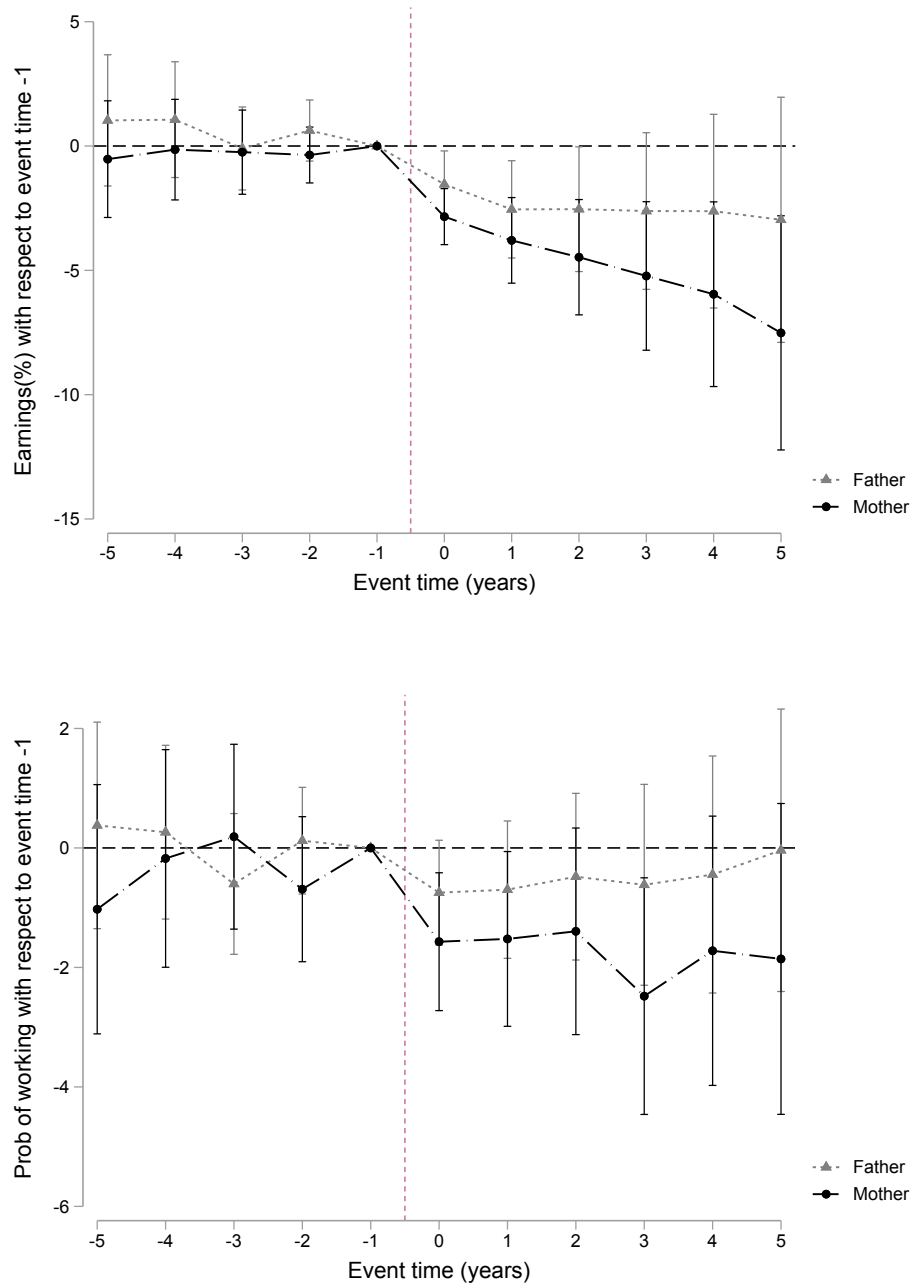 Earnings(%) with respect to event time -1
5
0
-5
-10
-15
-5 -4 -3 -2 -1 0 1 2 3 4 5
Event time (years)
Father
Mother
Prob of working with respect to event time -1
2
0
-2
-4
-6
-5 -4 -3 -2 -1 0 1 2 3 4 5
Event time (years)
Father
Mother